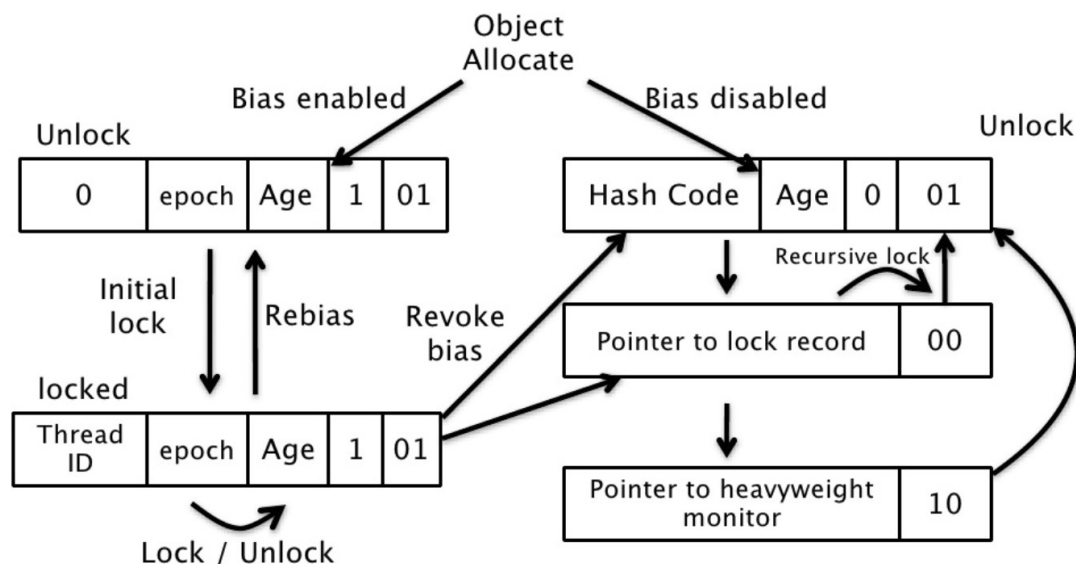 Object
Allocate
Bias enabled
Bias disabled
Unlock
Unlock
0 epoch Age 1 01
Hash Code Age 0 01
Initial
lock
Rebias
Revoke
bias
Recursive lock
Pointer to lock record 00
locked
Thread
ID epoch Age 1 01
Pointer to heavyweight
monitor 10
Lock / Unlock